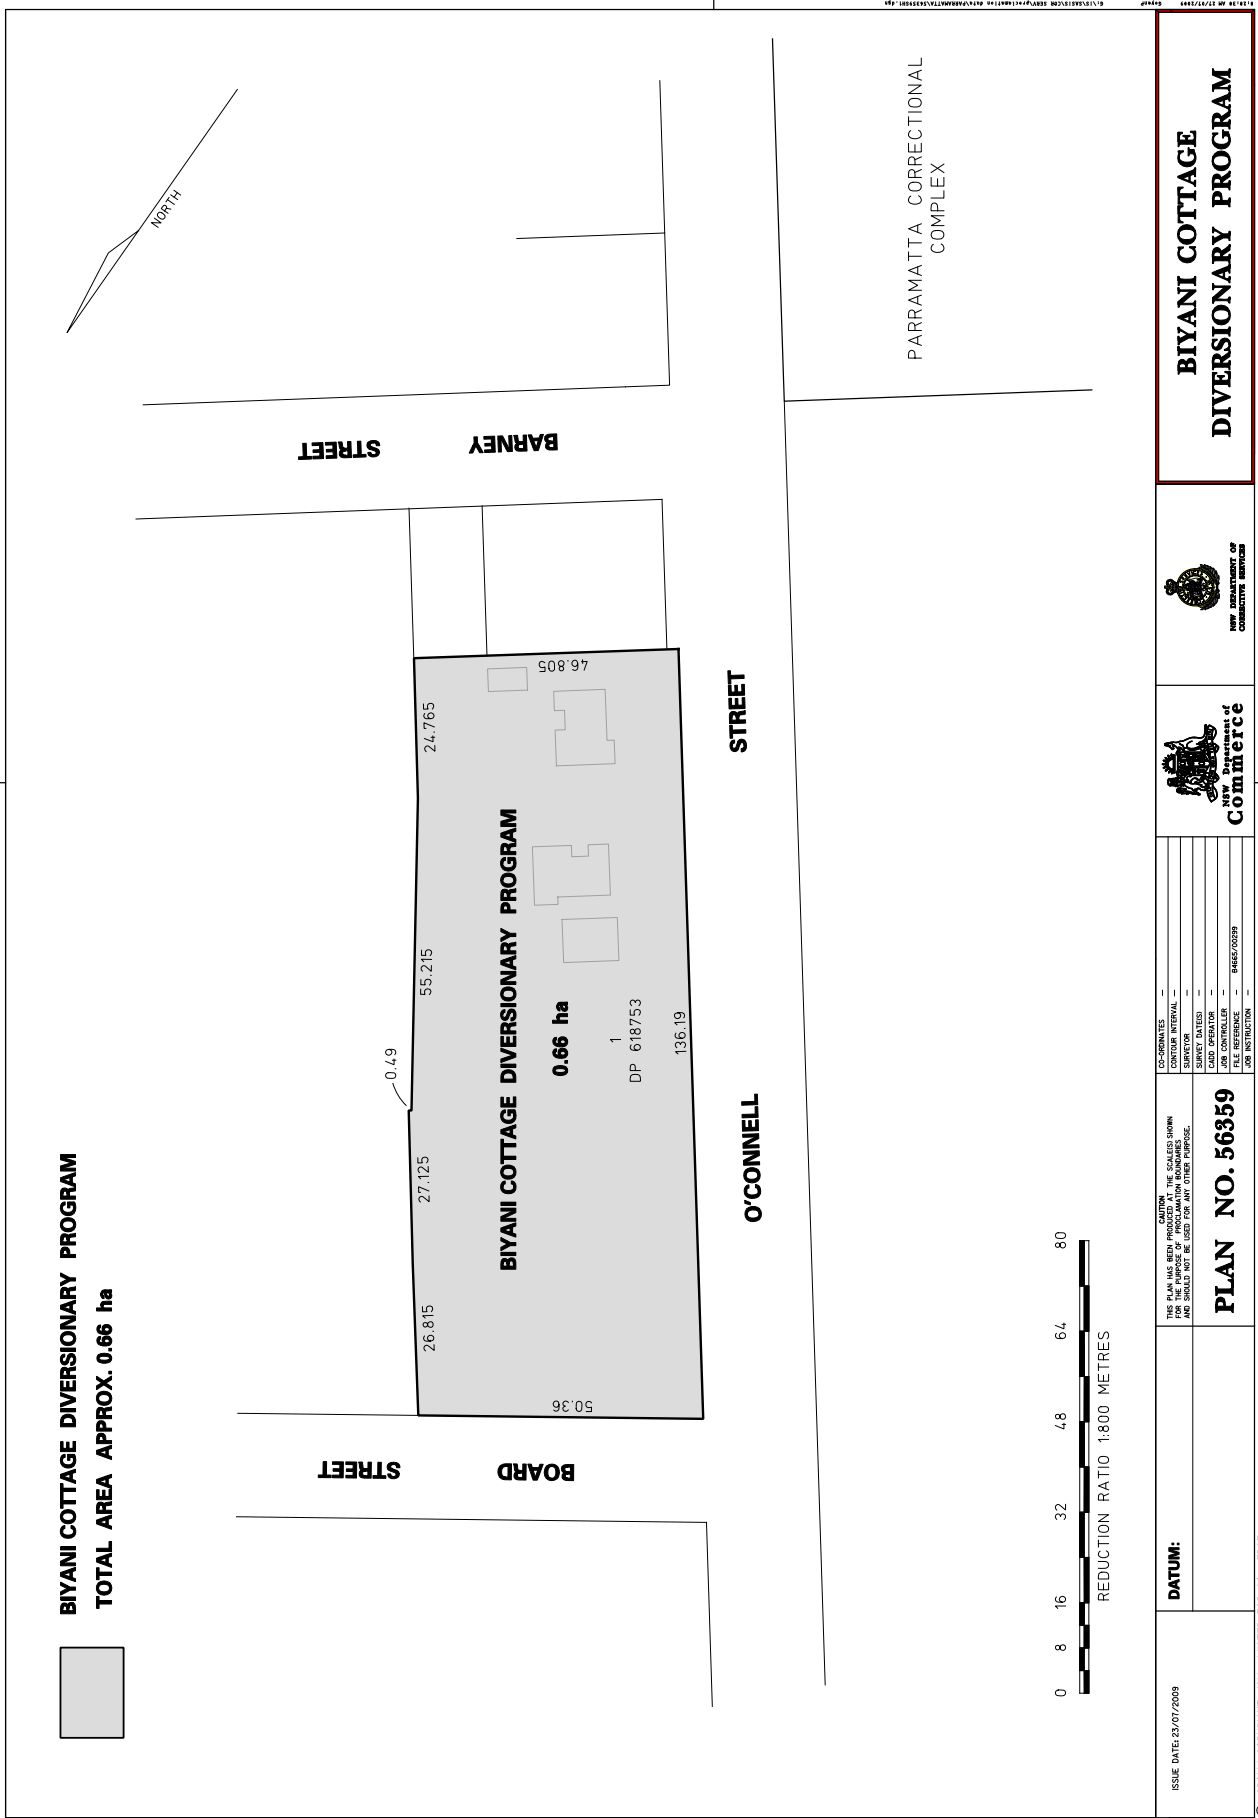 BIYANI COTTAGE DIVERSIONARY PROGRAM
TOTAL AREA APPROX. 0.66 ha
NORTH
BOARD STREET
BARNEY STREET
26.815
27.125
0.49
55.215
24.765
50.36
46.805
BIYANI COTTAGE DIVERSIONARY PROGRAM
0.66 ha
1
DP 618753
136.19
O'CONNELL STREET
PARRAMATTA CORRECTIONAL
COMPLEX
0 8 16 32 48 64 80
REDUCTION RATIO 1:800 METRES
ISSUE DATE: 23/07/2009
DATUM:
CAUTION
THIS PLAN HAS BEEN PRODUCED AT THE SCALE(S) SHOWN
FOR THE PURPOSE OF PROCLAMATION BOUNDARIES
AND SHOULD NOT BE USED FOR ANY OTHER PURPOSE.
PLAN NO. 56359
CO-ORDINATES –
CONTOUR INTERVAL –
SURVEYOR –
SURVEY DATE(S) –
CADD OPERATOR –
JOB CONTROLLER –
FILE REFERENCE – B4665/00299
JOB INSTRUCTION –
NSW Department of
Commerce
NSW DEPARTMENT OF
CORRECTIVE SERVICES
BIYANI COTTAGE
DIVERSIONARY PROGRAM